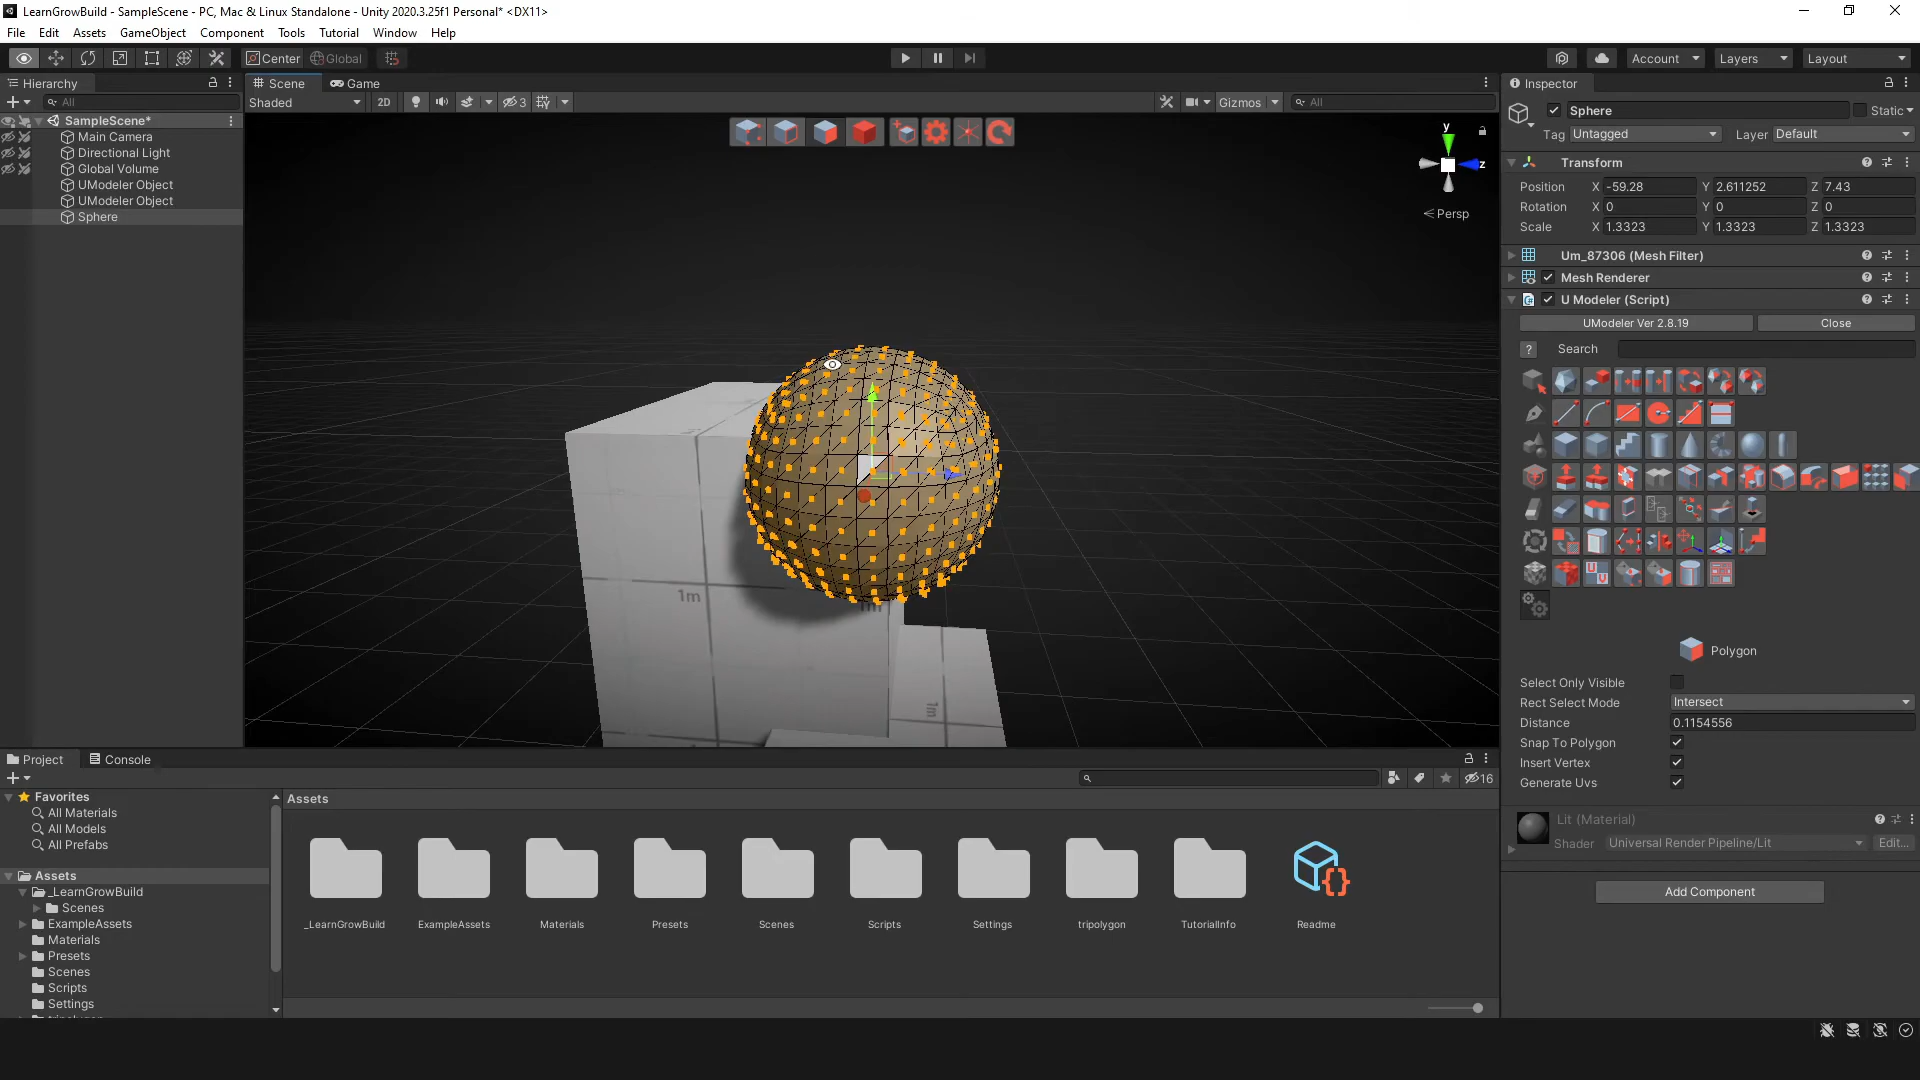 LearnGrowBuild - SampleScene - PC, Mac & Linux Standalone - Unity 2020.3.25f1 Personal* <DX11>
File Edit Assets GameObject Component Tools Tutorial Window Help
Center Global Account Layers Layout
Hierarchy
All
SampleScene*
Main Camera
Directional Light
Global Volume
UModeler Object
UModeler Object
Sphere
Scene Game
Shaded 2D 3 Gizmos All
y
z
Persp
1m
1m
1m
Inspector
Sphere Static
Tag Untagged Layer Default
Transform
Position X -59.28 Y 2.611252 Z 7.43
Rotation X 0 Y 0 Z 0
Scale X 1.3323 Y 1.3323 Z 1.3323
Um_87306 (Mesh Filter)
Mesh Renderer
U Modeler (Script)
UModeler Ver 2.8.19 Close
? Search
Polygon
Select Only Visible
Rect Select Mode Intersect
Distance 0.1154556
Snap To Polygon
Insert Vertex
Generate Uvs
Lit (Material)
Shader Universal Render Pipeline/Lit Edit...
Add Component
Project Console
16
Favorites
All Materials
All Models
All Prefabs
Assets
_LearnGrowBuild
Scenes
ExampleAssets
Materials
Presets
Scenes
Scripts
Settings
Assets
_LearnGrowBuild ExampleAssets Materials Presets Scenes Scripts Settings tripolygon TutorialInfo Readme